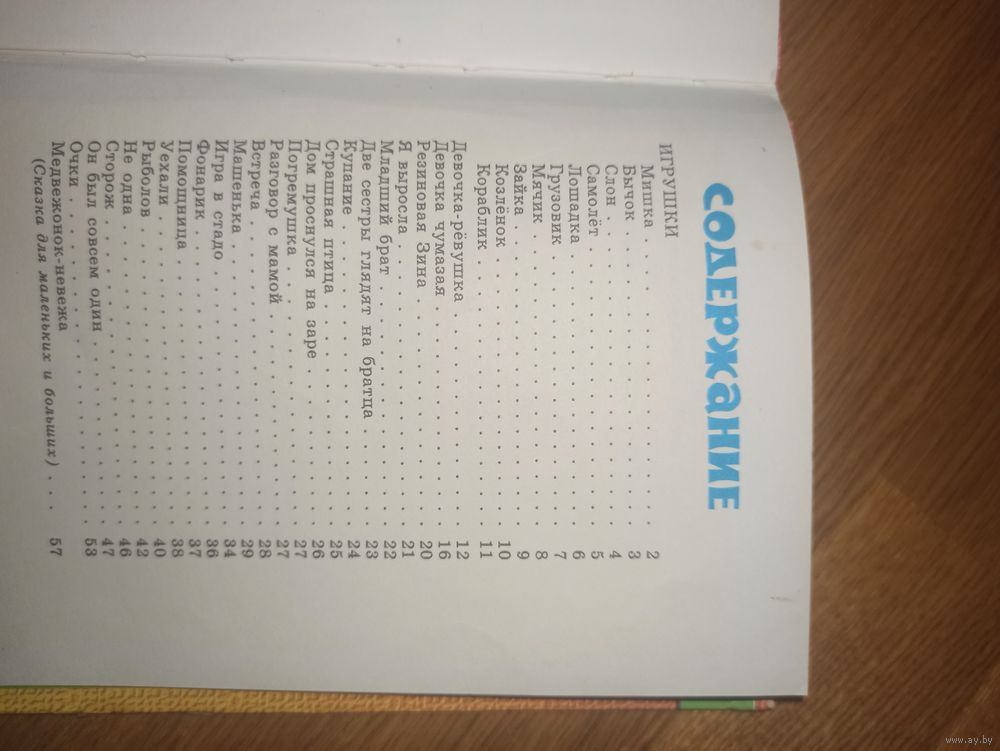 СОДЕРЖАНИЕ
ИГРУШКИ
Мишка . . . . . . . . . . . . . . . . 2
Бычок . . . . . . . . . . . . . . . . 3
Слон . . . . . . . . . . . . . . . . 4
Самолёт . . . . . . . . . . . . . . . 5
Лошадка . . . . . . . . . . . . . . . 6
Грузовик . . . . . . . . . . . . . . . 7
Мячик . . . . . . . . . . . . . . . . 8
Зайка . . . . . . . . . . . . . . . . 9
Козлёнок . . . . . . . . . . . . . . . 10
Кораблик . . . . . . . . . . . . . . . 11
Девочка-рёвушка . . . . . . . . . . . . 12
Девочка чумазая . . . . . . . . . . . . 16
Резиновая Зина . . . . . . . . . . . . 20
Я выросла . . . . . . . . . . . . . . . 21
Младший брат . . . . . . . . . . . . . 22
Две сестры глядят на братца . . . . . . 23
Купание . . . . . . . . . . . . . . . . 24
Страшная птица . . . . . . . . . . . . 25
Дом проснулся на заре . . . . . . . . . 26
Погремушка . . . . . . . . . . . . . . 27
Разговор с мамой . . . . . . . . . . . 27
Встреча . . . . . . . . . . . . . . . . 28
Машенька . . . . . . . . . . . . . . . 29
Игра в стадо . . . . . . . . . . . . . 34
Фонарик . . . . . . . . . . . . . . . . 36
Помощница . . . . . . . . . . . . . . . 37
Уехали . . . . . . . . . . . . . . . . 38
Рыболов . . . . . . . . . . . . . . . . 40
Не одна . . . . . . . . . . . . . . . . 42
Сторож . . . . . . . . . . . . . . . . 46
Он был совсем один . . . . . . . . . . 47
Очки . . . . . . . . . . . . . . . . . 53
Медвежонок-невежа
(Сказка для маленьких и больших) . . . 57
www.ay.by